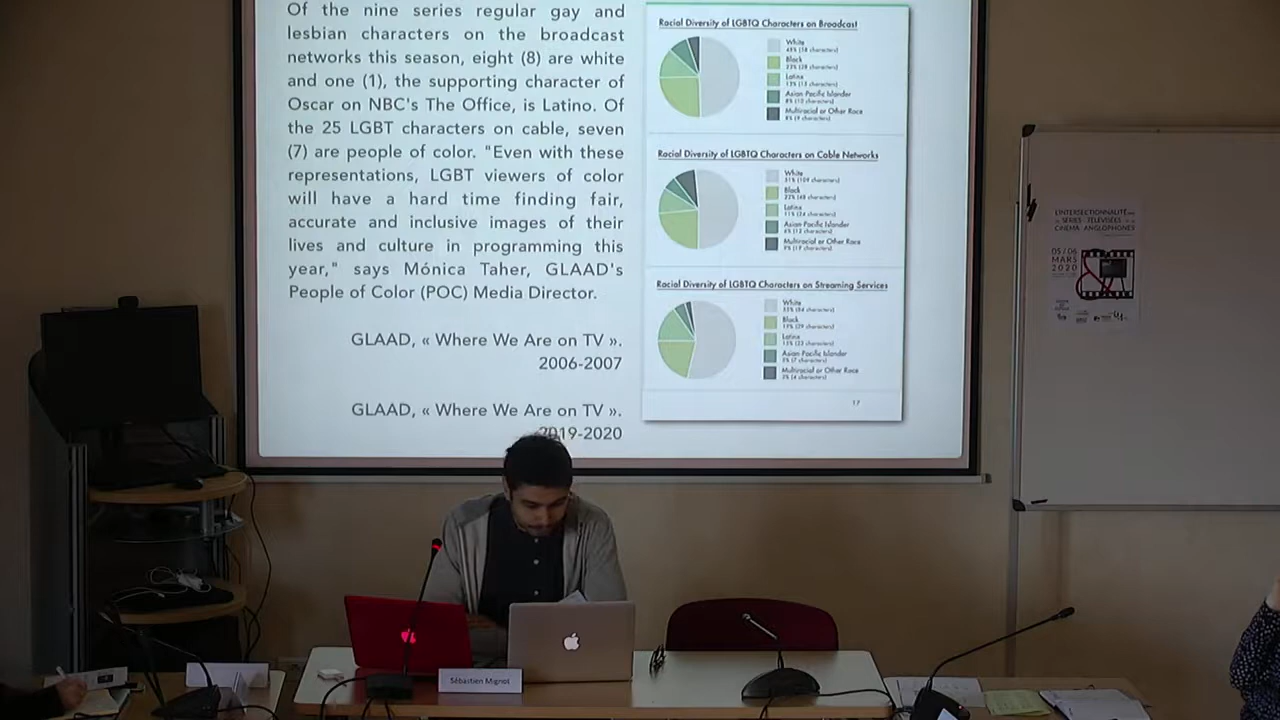 Of the nine series regular gay and
lesbian characters on the broadcast
networks this season, eight (8) are white
and one (1), the supporting character of
Oscar on NBC's The Office, is Latino. Of
the 25 LGBT characters on cable, seven
(7) are people of color. "Even with these
representations, LGBT viewers of color
will have a hard time finding fair,
accurate and inclusive images of their
lives and culture in programming this
year," says Mónica Taher, GLAAD's
People of Color (POC) Media Director.
GLAAD, « Where We Are on TV ».
2006-2007
GLAAD, « Where We Are on TV ».
2019-2020
Racial Diversity of LGBTQ Characters on Broadcast
White
Black
Latinx
Asian Pacific Islander
Multiracial or Other Race
Racial Diversity of LGBTQ Characters on Cable Networks
White
Black
Latinx
Asian Pacific Islander
Multiracial or Other Race
Racial Diversity of LGBTQ Characters on Streaming Services
White
Black
Latinx
Asian Pacific Islander
Multiracial or Other Race
17
L'INTERSECTIONNALITÉ
SÉRIES TÉLÉVISÉES
CINÉMA ANGLOPHONES
05/06
MARS
2020
Sébastien Mignot